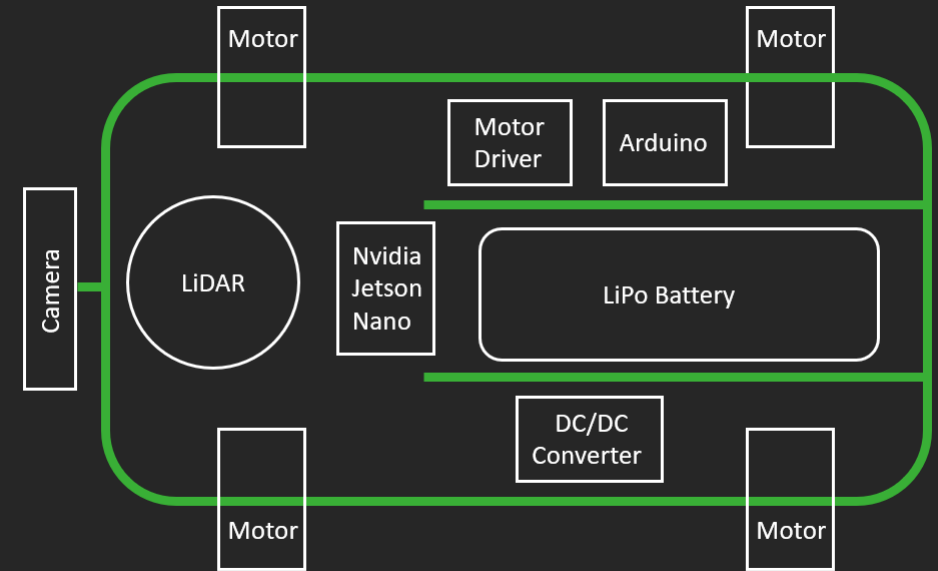 Motor
Motor
Motor
Driver
Arduino
Camera
LiDAR
Nvidia
Jetson
Nano
LiPo Battery
DC/DC
Converter
Motor
Motor